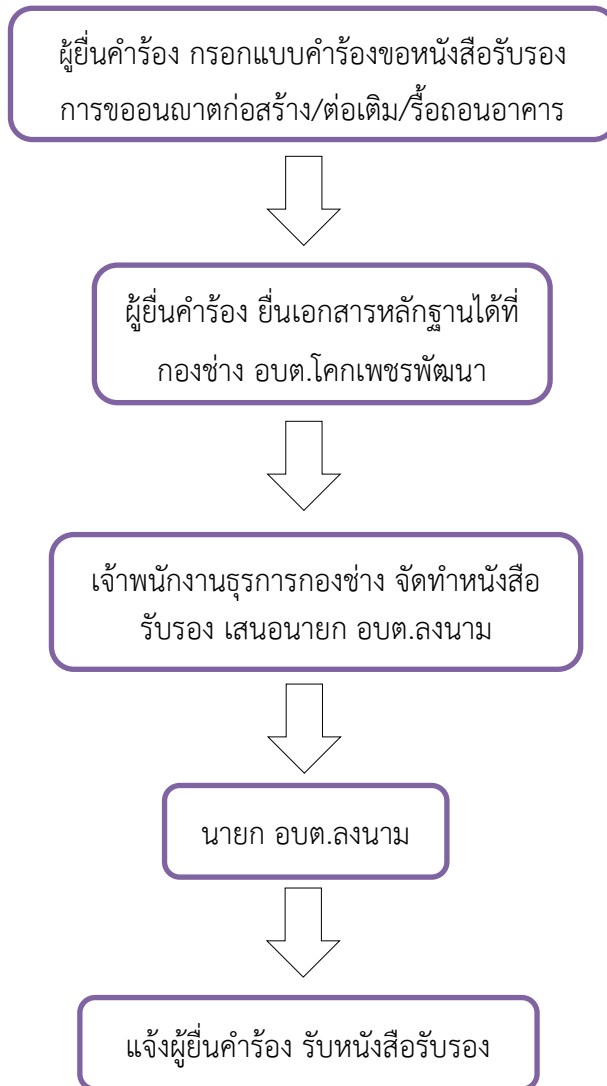 ผู้ยื่นคำร้อง กรอกแบบคำร้องขอหนังสือรับรอง
การขออนญาตก่อสร้าง/ต่อเติม/รื้อถอนอาคาร
ผู้ยื่นคำร้อง ยื่นเอกสารหลักฐานได้ที่
กองช่าง อบต.โคกเพชรพัฒนา
เจ้าพนักงานธุรการกองช่าง จัดทำหนังสือ
รับรอง เสนอนายก อบต.ลงนาม
นายก อบต.ลงนาม
แจ้งผู้ยื่นคำร้อง รับหนังสือรับรอง